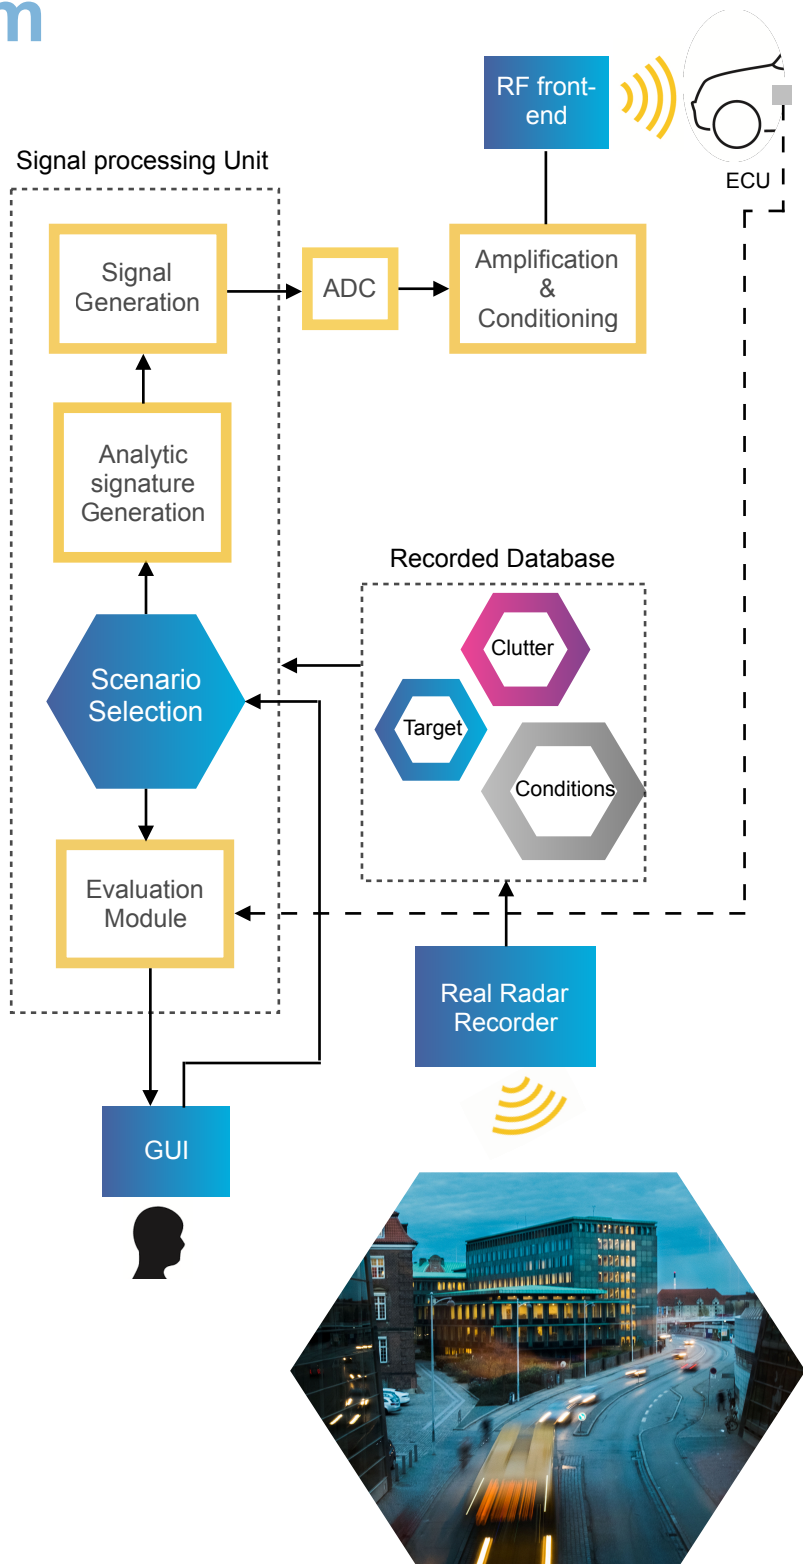 m
RF front-
end
ECU
Signal processing Unit
Signal
Generation
ADC
Amplification
&
Conditioning
Analytic
signature
Generation
Recorded Database
Clutter
Target
Conditions
Scenario
Selection
Evaluation
Module
Real Radar
Recorder
GUI